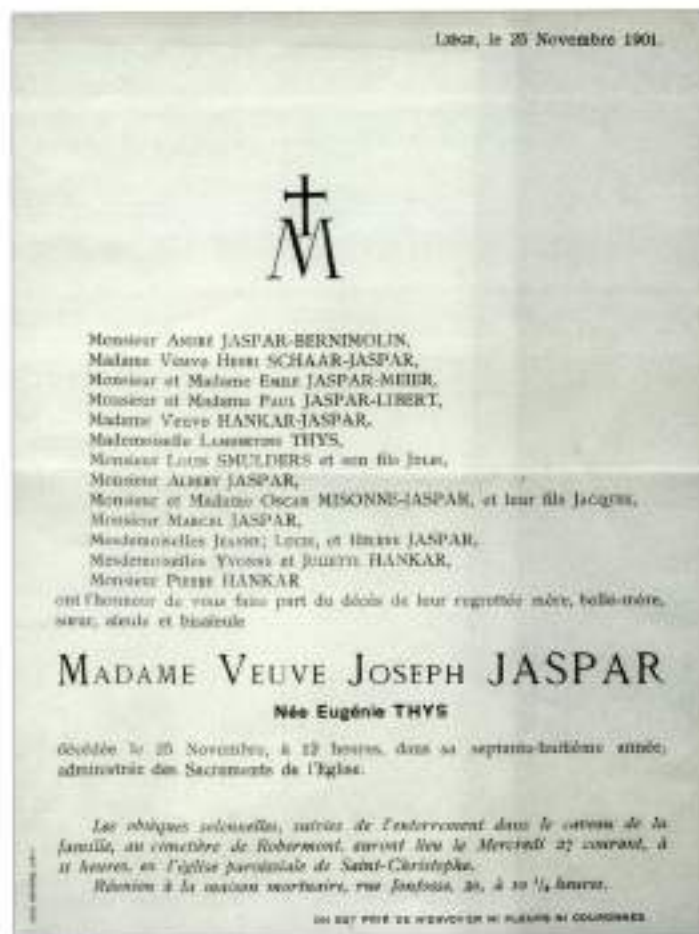 LIÉGE, le 25 Novembre 1901.
M
Monsieur ANDRÉ JASPAR-BERNIMOLIN,
Madame Veuve HENRI SCHAAR-JASPAR,
Monsieur et Madame EMILE JASPAR-MEIER,
Monsieur et Madame PAUL JASPAR-LIBERT,
Madame Veuve HANKAR-JASPAR,
Mademoiselle LAMBERTINE THYS,
Monsieur LOUIS SMULDERS et son fils JULES,
Monsieur ALBERT JASPAR,
Monsieur et Madame OSCAR MISONNE-JASPAR, et leur fils JACQUES,
Monsieur MARCEL JASPAR,
Mesdemoiselles JEANNE, LUCIE, et HÉLÈNE JASPAR,
Mesdemoiselles YVONNE et JULIETTE HANKAR,
Monsieur PIERRE HANKAR
ont l'honneur de vous faire part du décès de leur regrettée mère, belle-mère,
sœur, aïeule et bisaïeule
MADAME VEUVE JOSEPH JASPAR
Née Eugénie THYS
décédée le 25 Novembre, à 12 heures, dans sa septante-huitième année,
administrée des Sacrements de l'Eglise.
Les obsèques solennelles, suivies de l'enterrement dans le caveau de la
famille, au cimetière de Robermont, auront lieu le Mercredi 27 courant, à
11 heures, en l'église paroissiale de Saint-Christophe.
Réunion à la maison mortuaire, rue Jonfosse, 20, à 10 1/4 heures.
ON EST PRIÉ DE N'ENVOYER NI FLEURS NI COURONNES